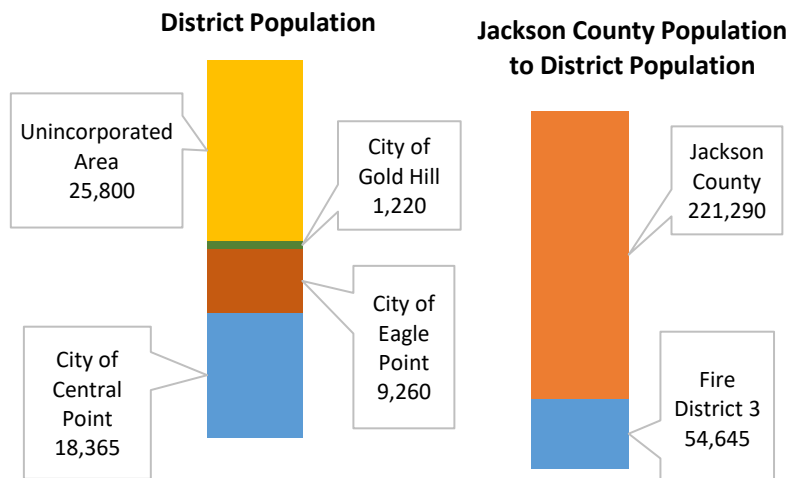 District Population
Unincorporated
Area
25,800
City of
Gold Hill
1,220
City of
Eagle
Point
9,260
City of
Central
Point
18,365
Jackson County Population
to District Population
Jackson
County
221,290
Fire
District 3
54,645